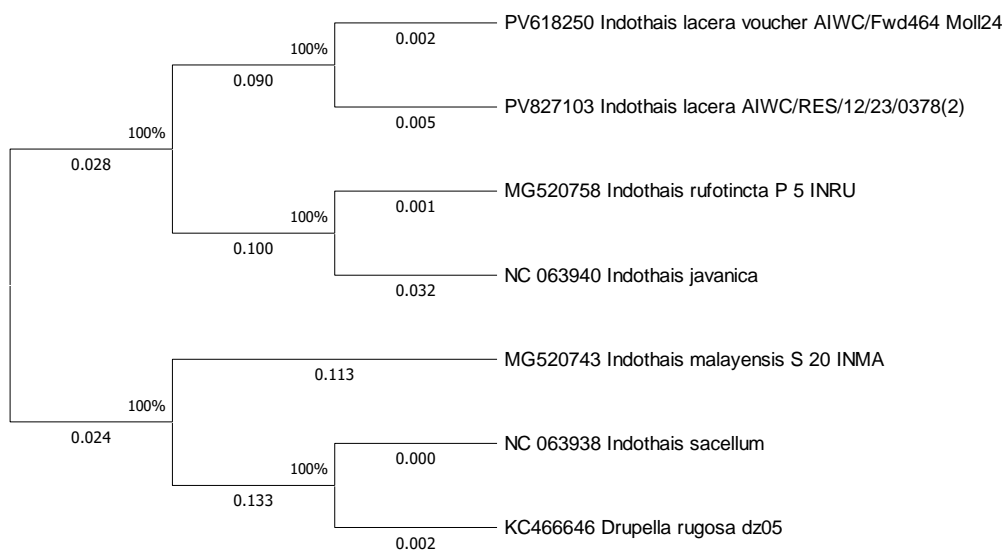 PV618250 Indothais lacera voucher AIWC/Fwd464 Moll24
100%
0.002
0.090
PV827103 Indothais lacera AIWC/RES/12/23/0378(2)
100%
0.005
0.028
MG520758 Indothais rufotincta P 5 INRU
100%
0.001
0.100
NC 063940 Indothais javanica
0.032
MG520743 Indothais malayensis S 20 INMA
0.113
100%
0.024
NC 063938 Indothais sacellum
100%
0.000
0.133
KC466646 Drupella rugosa dz05
0.002